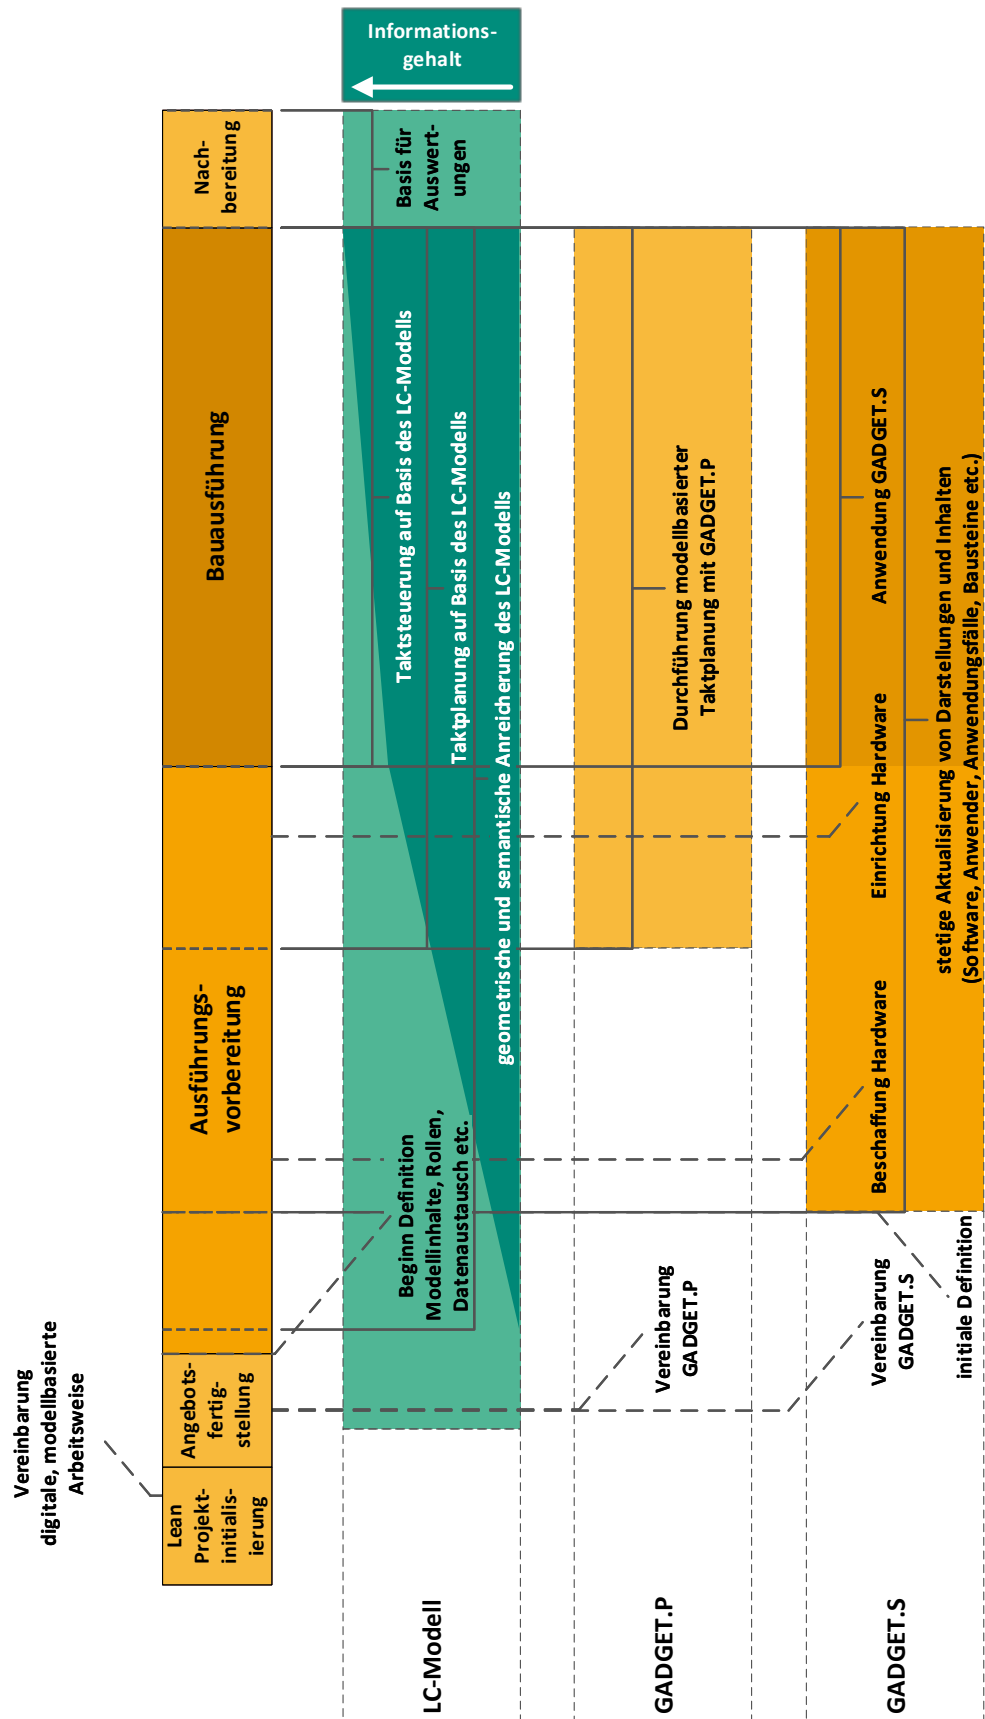 Informations-
gehalt
Vereinbarung
digitale, modellbasierte
Arbeitsweise
Lean
Projekt-
initialis-
ierung
Angebots-
fertig-
stellung
Ausführungs-
vorbereitung
Bauausführung
Nach-
bereitung
LC-Modell
Beginn Definition
Modellinhalte, Rollen,
Datenaustausch etc.
Taktsteuerung auf Basis des LC-Modells
Taktplanung auf Basis des LC-Modells
geometrische und semantische Anreicherung des LC-Modells
Basis für
Auswert-
ungen
GADGET.P
Vereinbarung
GADGET.P
Durchführung modellbasierter
Taktplanung mit GADGET.P
GADGET.S
Vereinbarung
GADGET.S
initiale Definition
Beschaffung Hardware
Einrichtung Hardware
Anwendung GADGET.S
stetige Aktualisierung von Darstellungen und Inhalten
(Software, Anwender, Anwendungsfälle, Bausteine etc.)